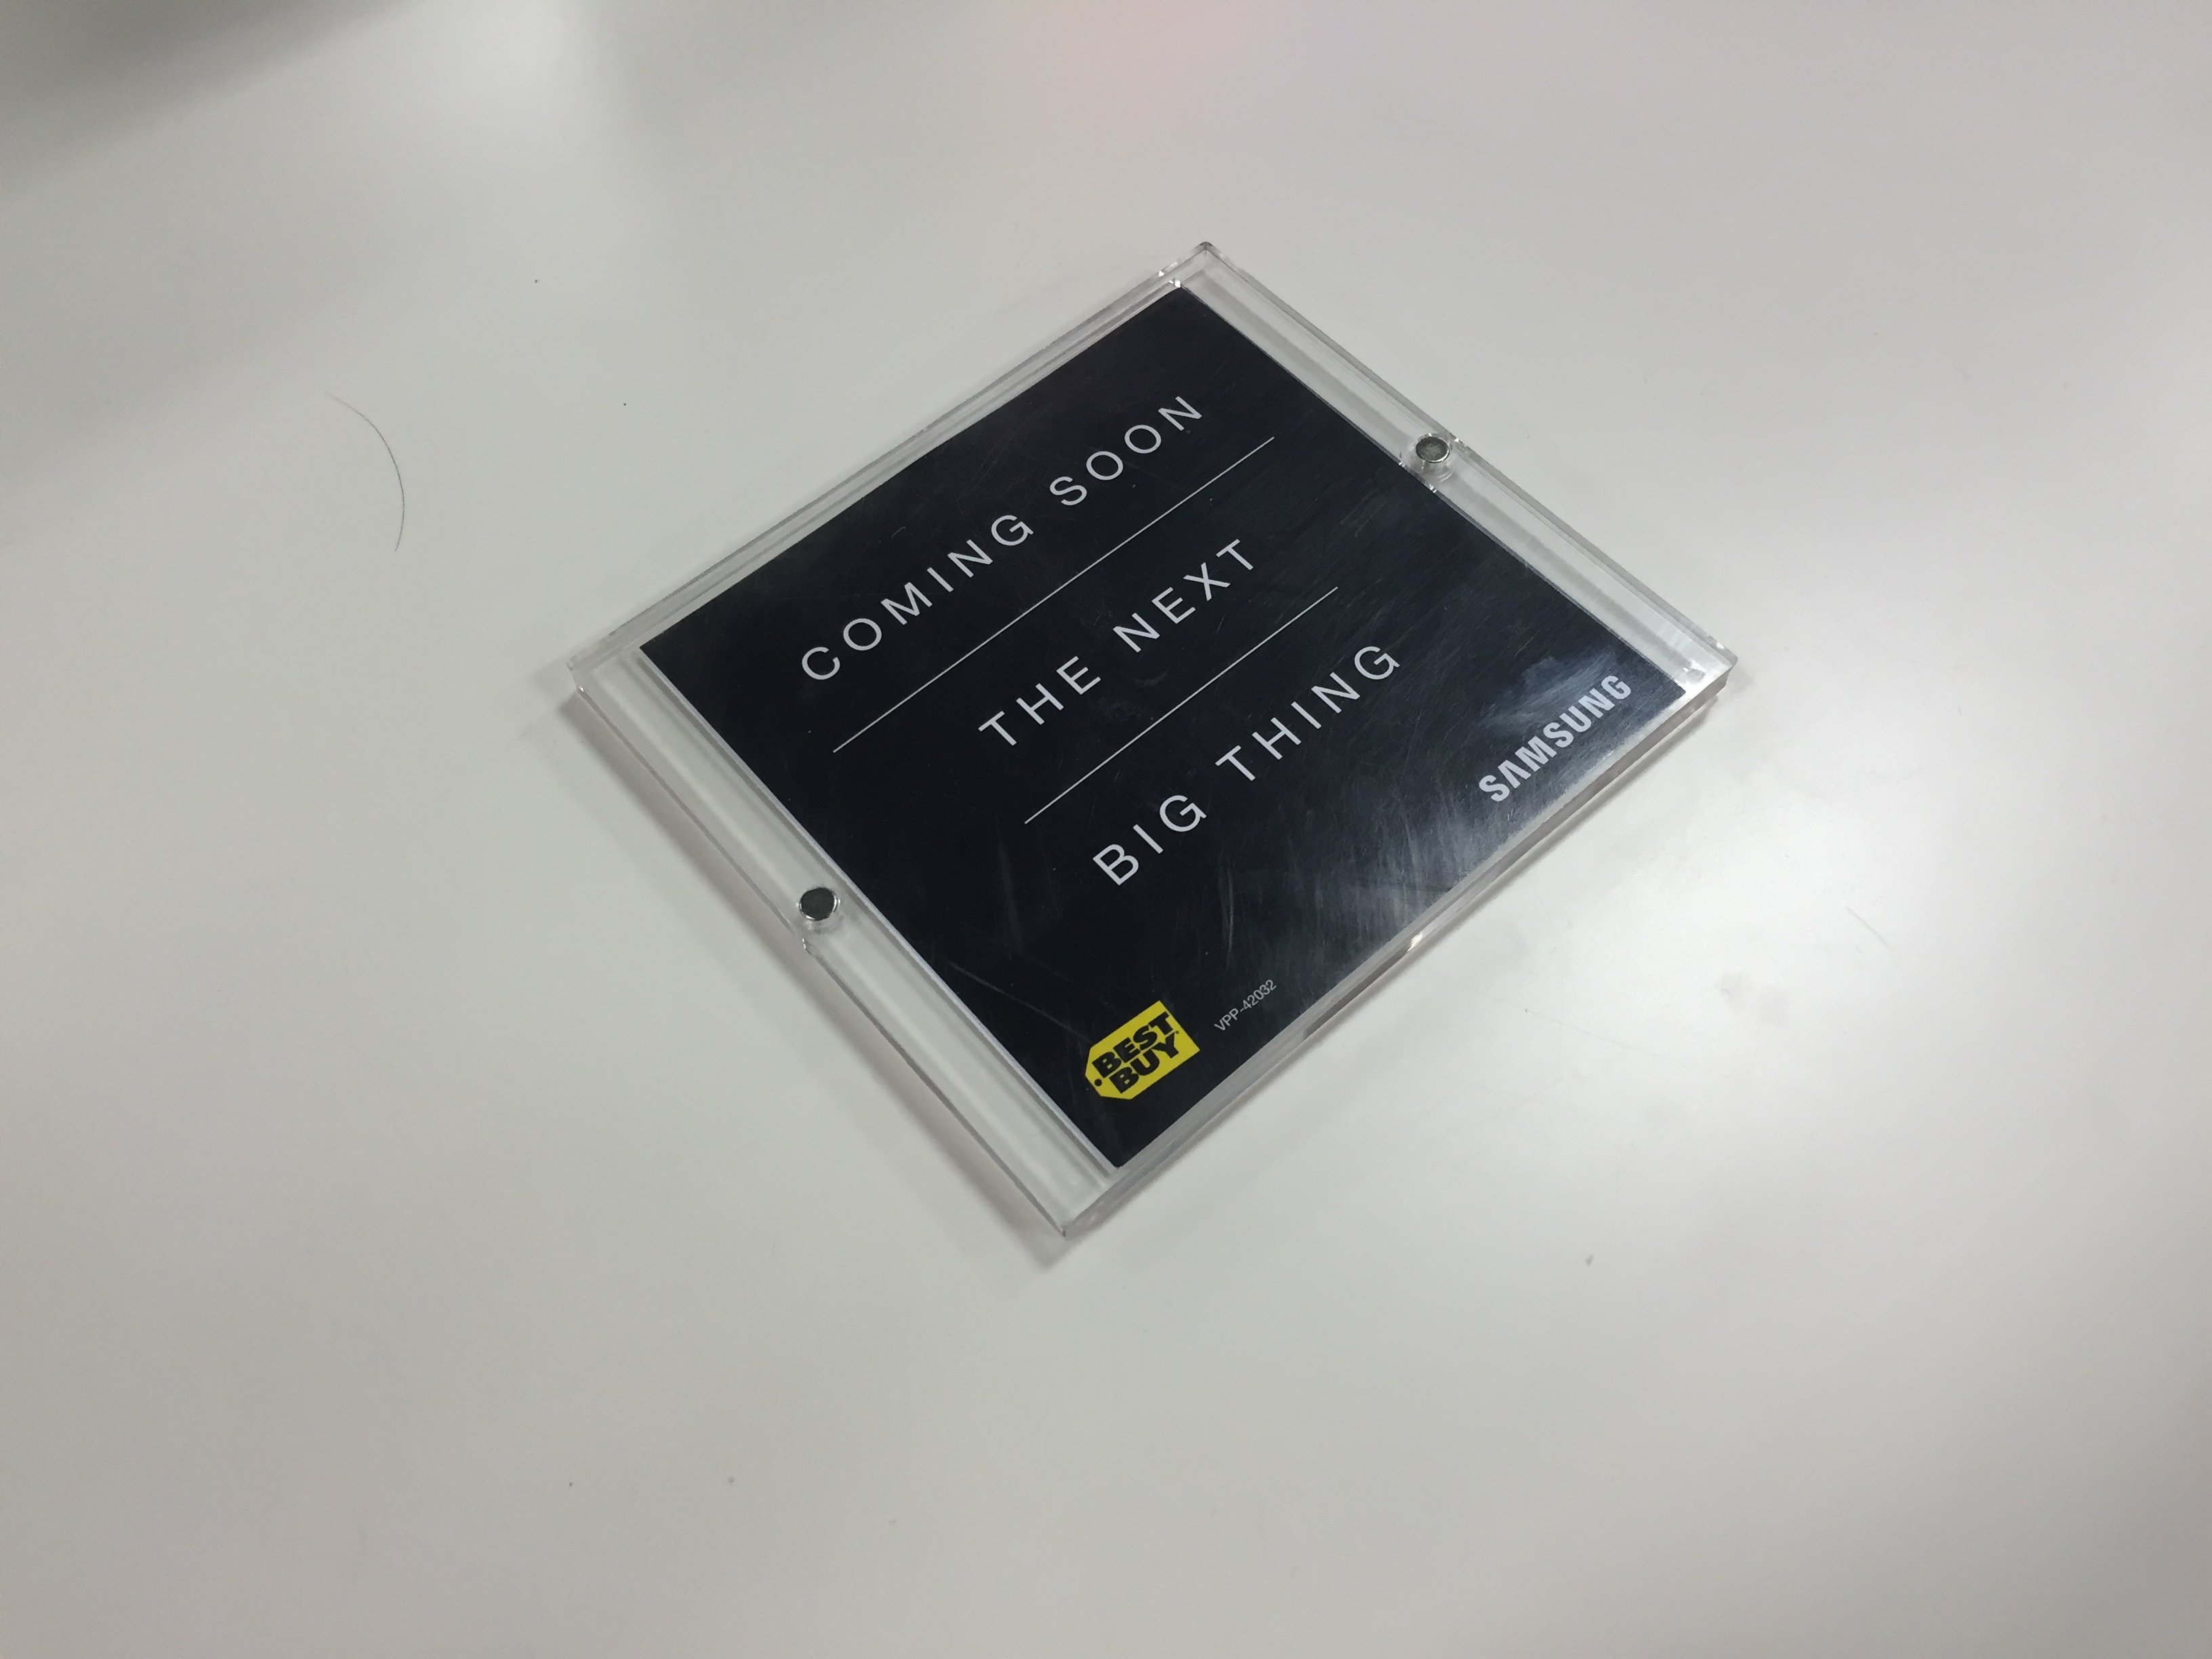 COMING SOON
THE NEXT
BIG THING
SAMSUNG
BEST
BUY
VPP-42032